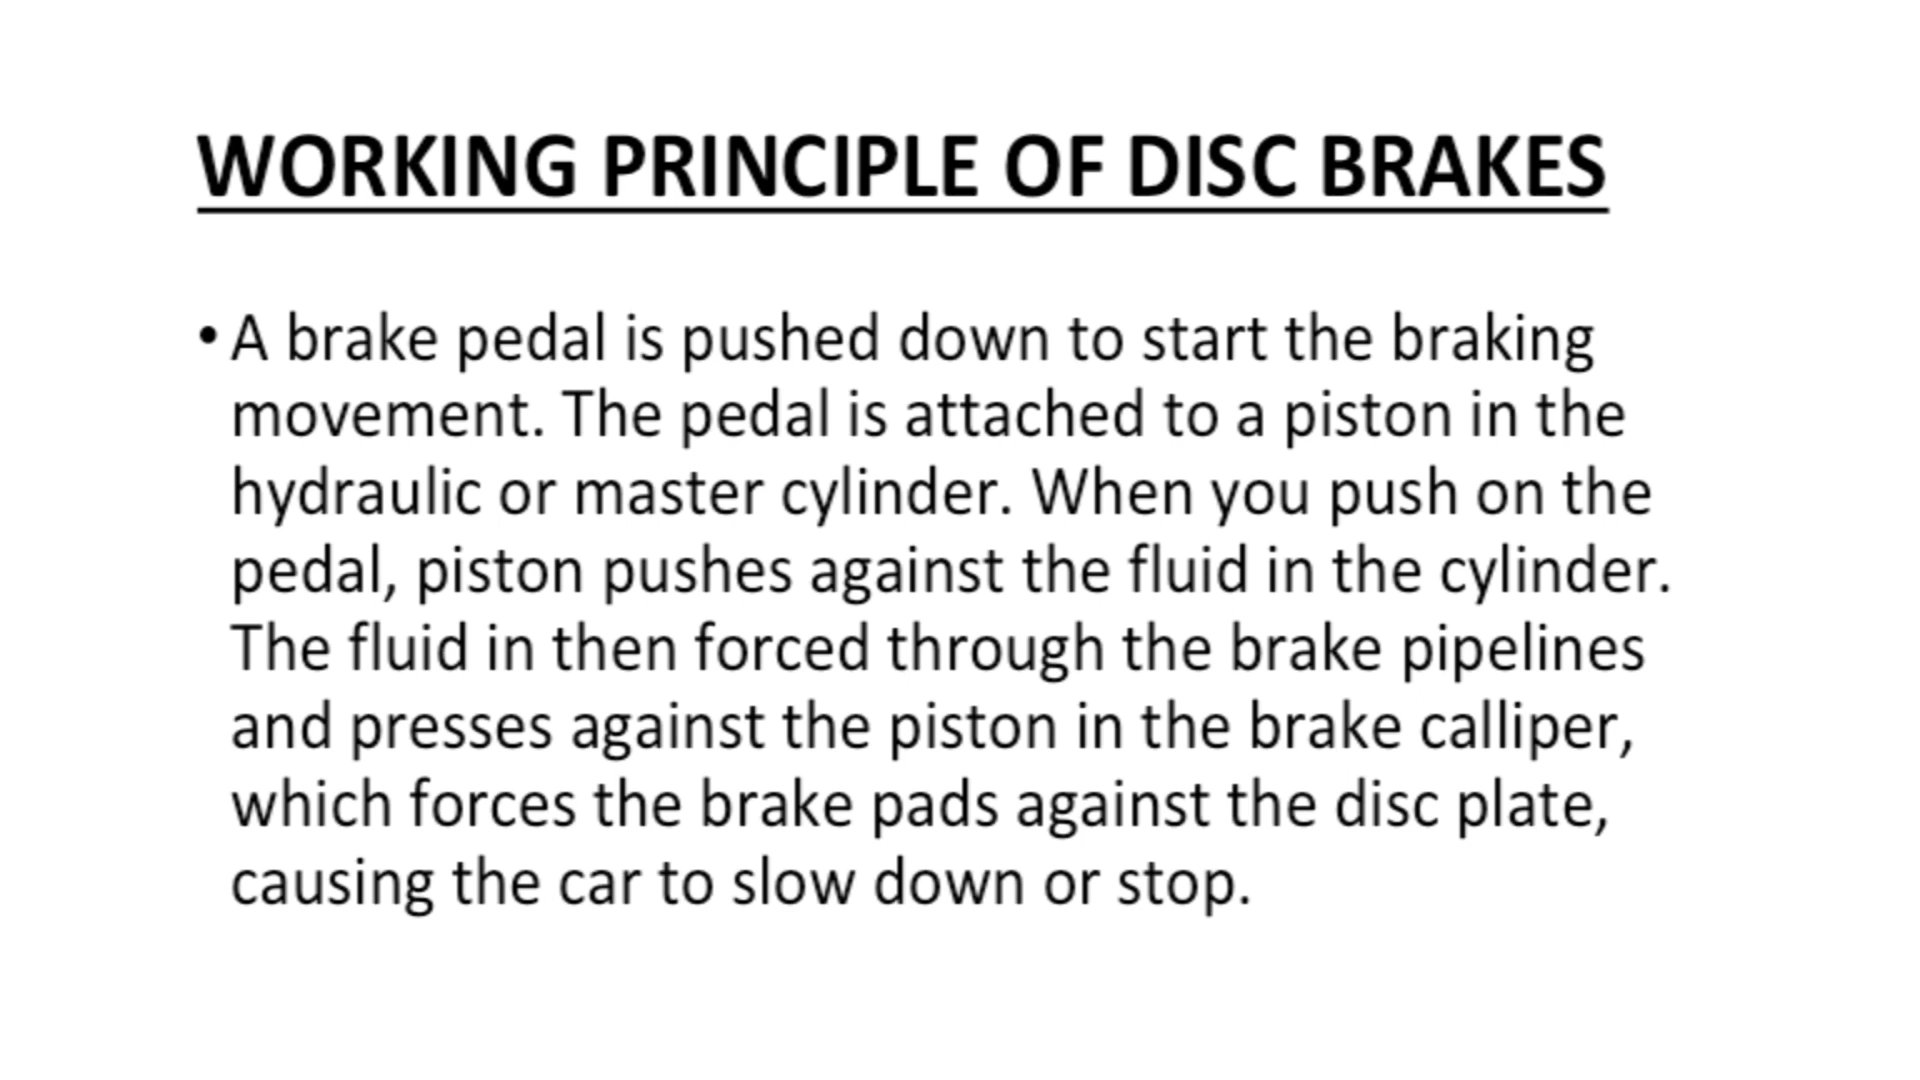 WORKING PRINCIPLE OF DISC BRAKES
• A brake pedal is pushed down to start the braking
movement. The pedal is attached to a piston in the
hydraulic or master cylinder. When you push on the
pedal, piston pushes against the fluid in the cylinder.
The fluid in then forced through the brake pipelines
and presses against the piston in the brake calliper,
which forces the brake pads against the disc plate,
causing the car to slow down or stop.